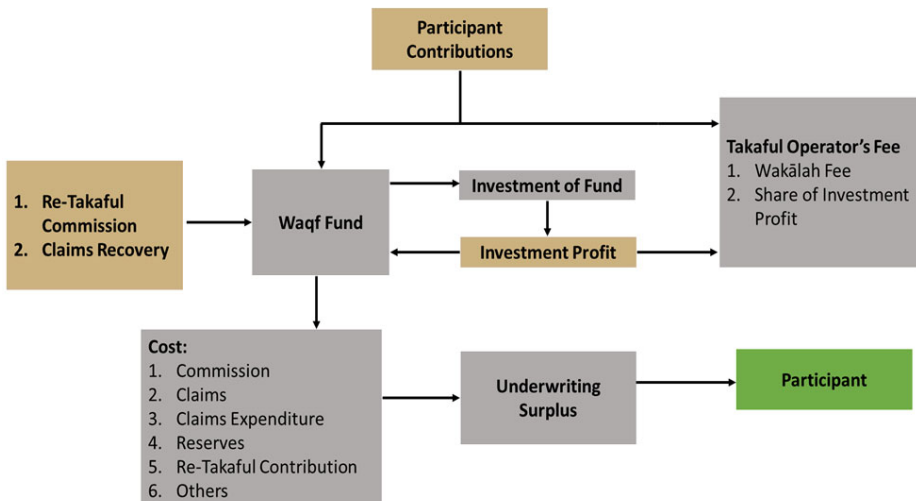 Participant
Contributions
Takaful Operator's Fee
1. Wakālah Fee
2. Share of Investment
Profit
1. Re-Takaful
Commission
2. Claims Recovery
Waqf Fund
Investment of Fund
Investment Profit
Cost:
1. Commission
2. Claims
3. Claims Expenditure
4. Reserves
5. Re-Takaful Contribution
6. Others
Underwriting
Surplus
Participant